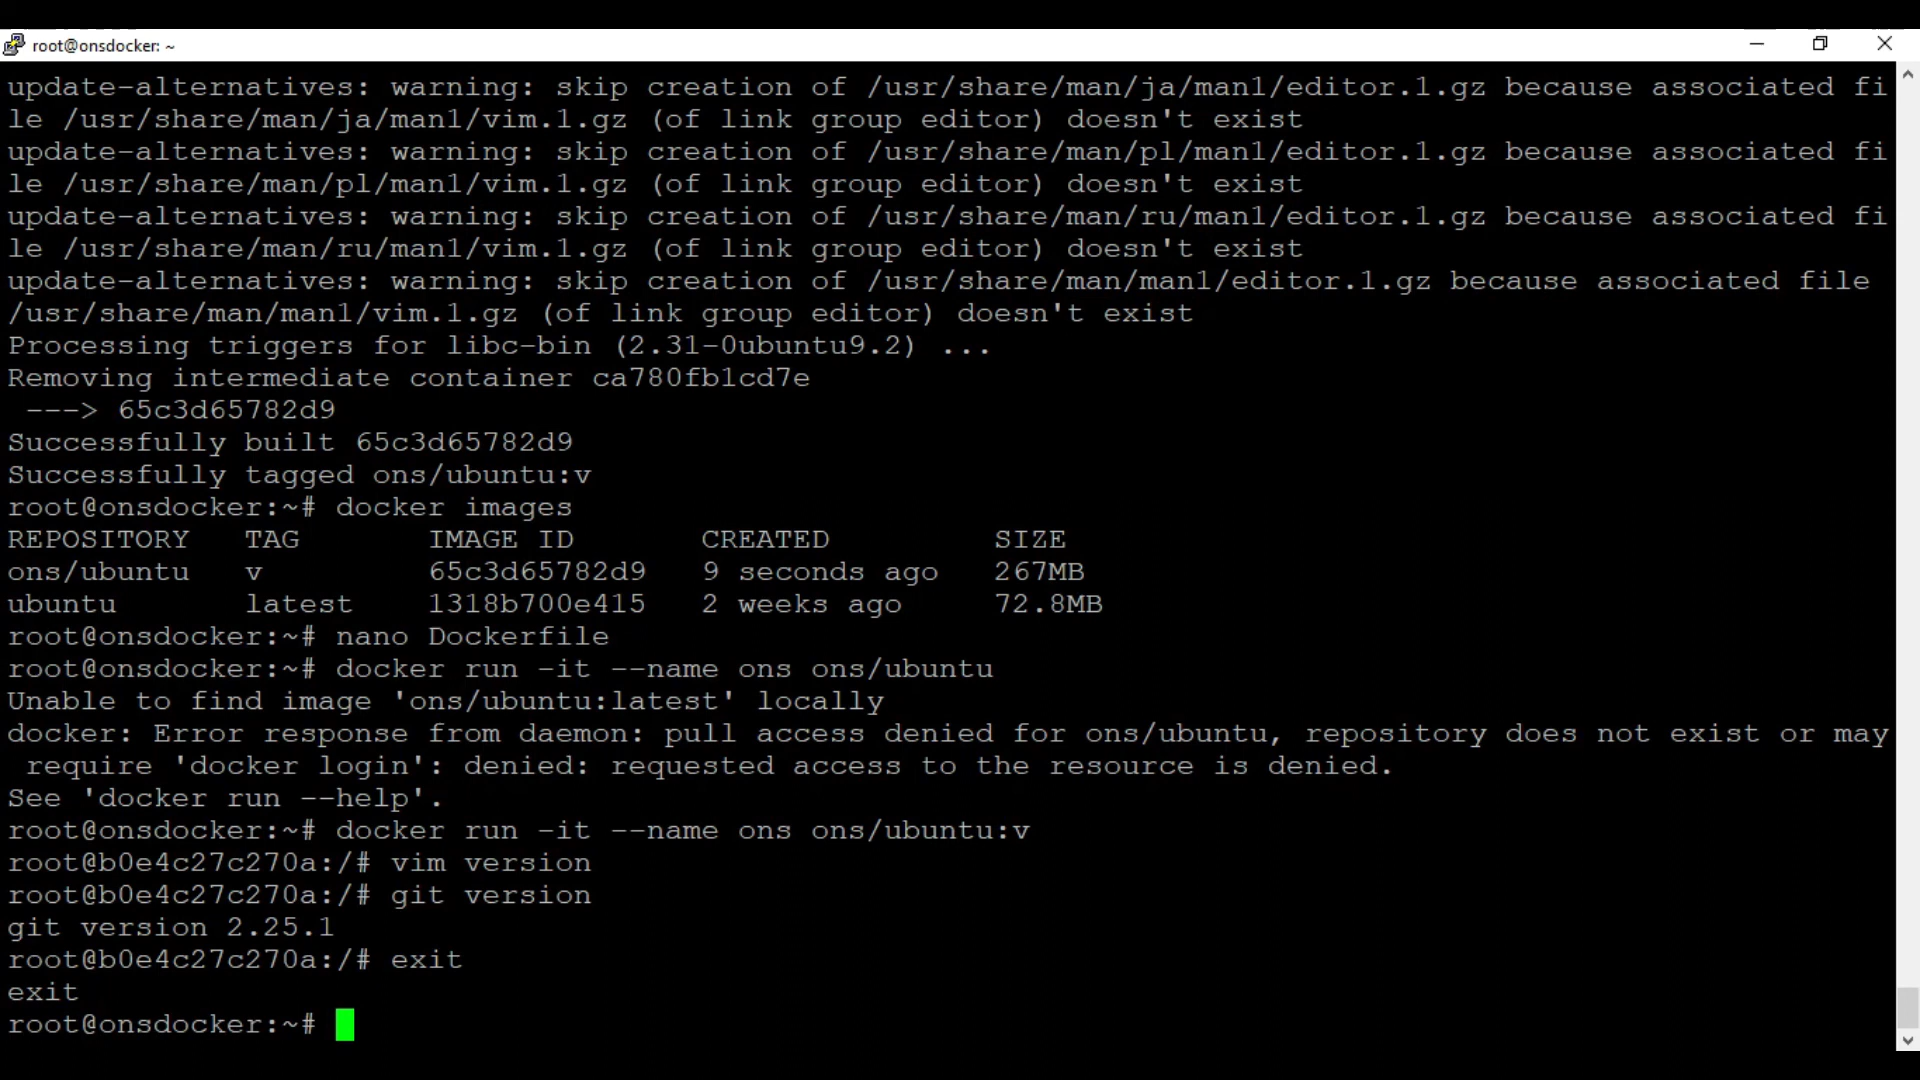 root@onsdocker: ~
update-alternatives: warning: skip creation of /usr/share/man/ja/man1/editor.1.gz because associated fi
le /usr/share/man/ja/man1/vim.1.gz (of link group editor) doesn't exist
update-alternatives: warning: skip creation of /usr/share/man/pl/man1/editor.1.gz because associated fi
le /usr/share/man/pl/man1/vim.1.gz (of link group editor) doesn't exist
update-alternatives: warning: skip creation of /usr/share/man/ru/man1/editor.1.gz because associated fi
le /usr/share/man/ru/man1/vim.1.gz (of link group editor) doesn't exist
update-alternatives: warning: skip creation of /usr/share/man/man1/editor.1.gz because associated file
/usr/share/man/man1/vim.1.gz (of link group editor) doesn't exist
Processing triggers for libc-bin (2.31-0ubuntu9.2) ...
Removing intermediate container ca780fb1cd7e
 ---> 65c3d65782d9
Successfully built 65c3d65782d9
Successfully tagged ons/ubuntu:v
root@onsdocker:~# docker images
REPOSITORY   TAG       IMAGE ID       CREATED         SIZE
ons/ubuntu   v         65c3d65782d9   9 seconds ago   267MB
ubuntu       latest    1318b700e415   2 weeks ago     72.8MB
root@onsdocker:~# nano Dockerfile
root@onsdocker:~# docker run -it --name ons ons/ubuntu
Unable to find image 'ons/ubuntu:latest' locally
docker: Error response from daemon: pull access denied for ons/ubuntu, repository does not exist or may
 require 'docker login': denied: requested access to the resource is denied.
See 'docker run --help'.
root@onsdocker:~# docker run -it --name ons ons/ubuntu:v
root@b0e4c27c270a:/# vim version
root@b0e4c27c270a:/# git version
git version 2.25.1
root@b0e4c27c270a:/# exit
exit
root@onsdocker:~#